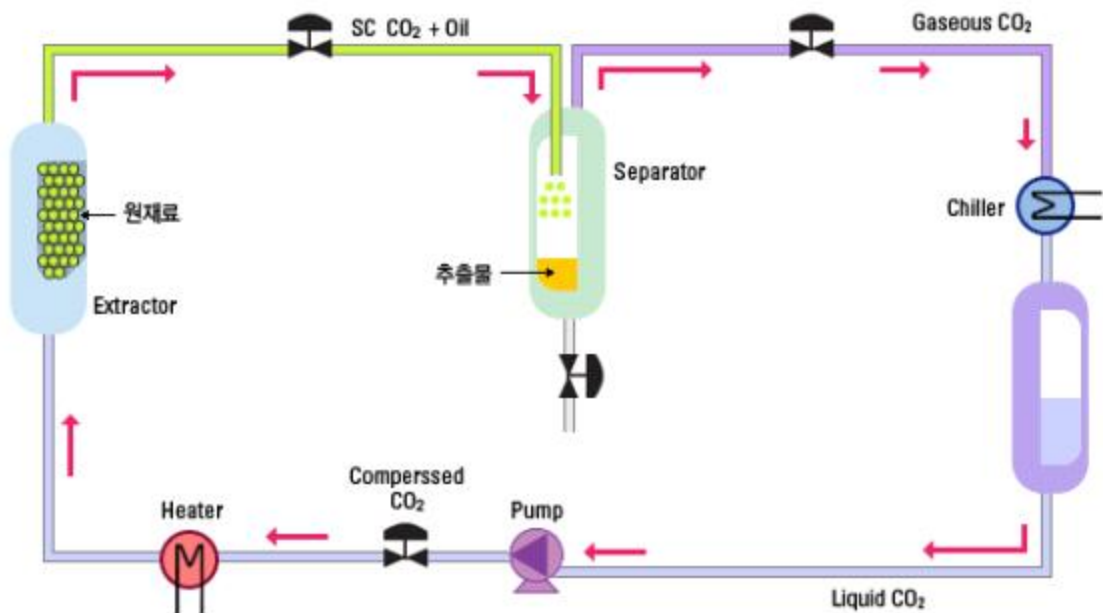 SC CO₂ + Oil
Gaseous CO₂
Separator
원재료
Chiller
추출물
Extractor
Comperssed
CO₂
Heater
Pump
Liquid CO₂